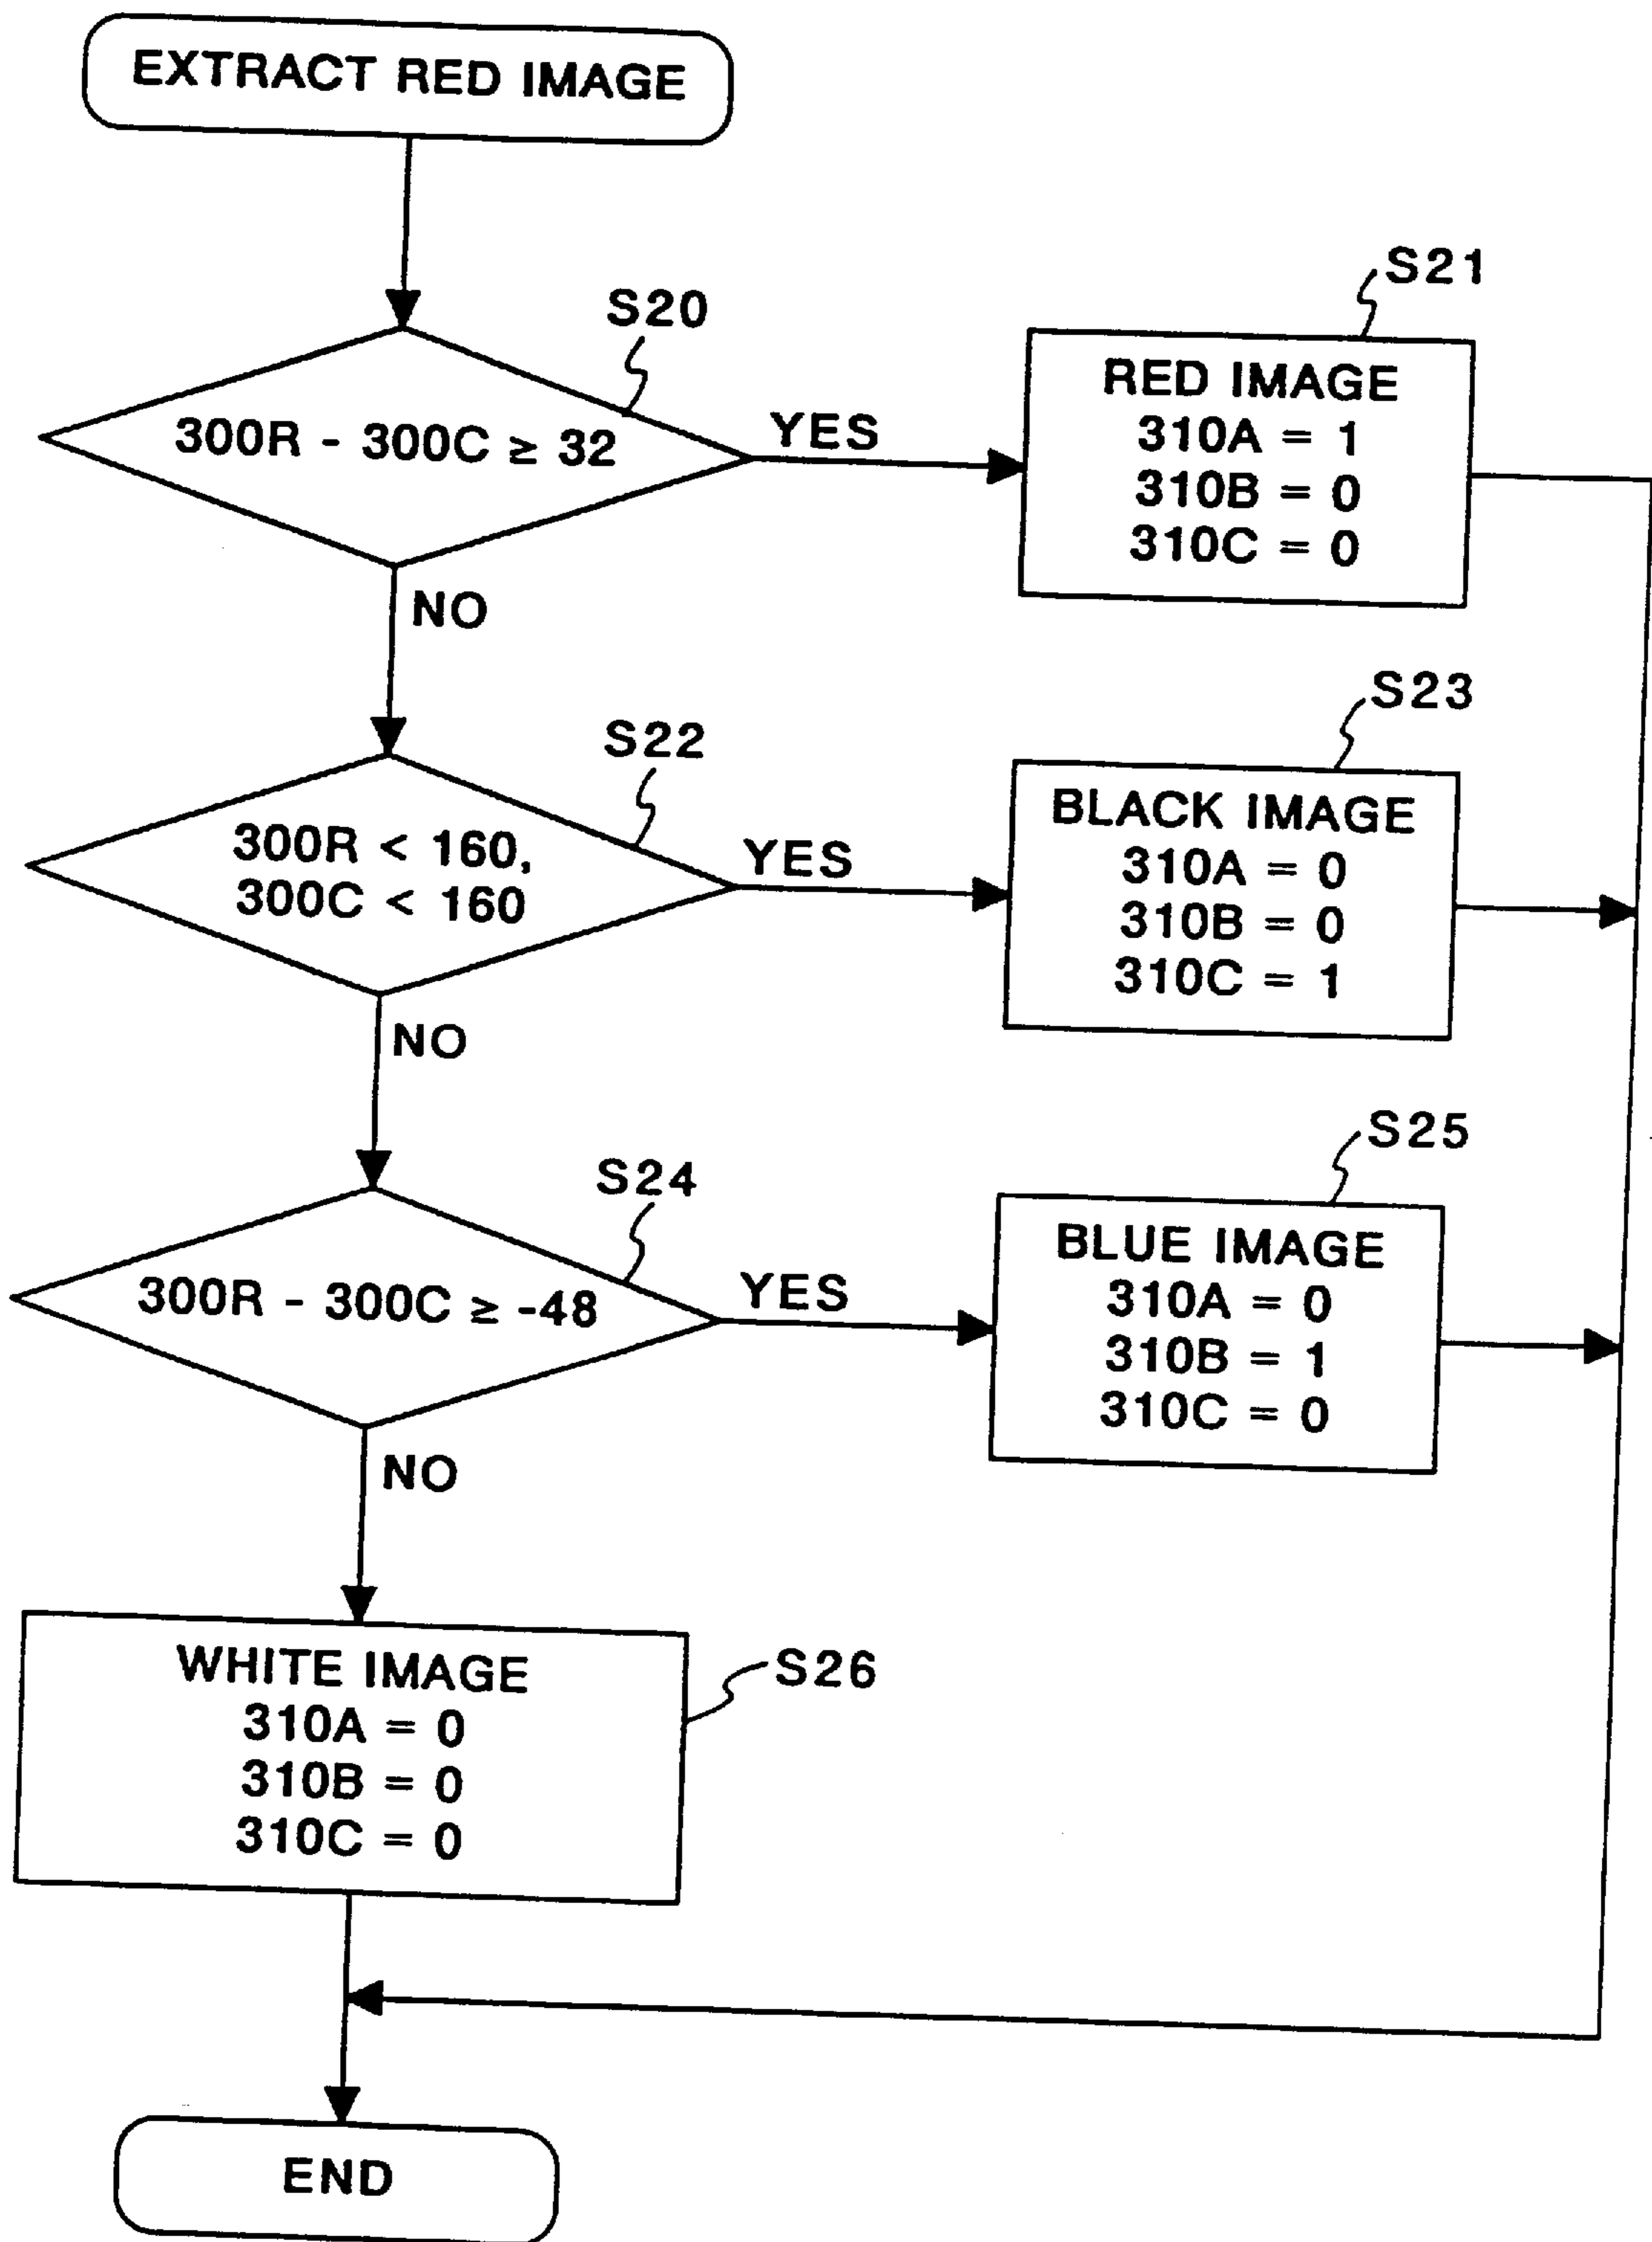 EXTRACT RED IMAGE
S20
300R - 300C ≥ 32
YES
NO
S21
RED IMAGE
310A = 1
310B = 0
310C = 0
S22
300R < 160,
300C < 160
YES
NO
S23
BLACK IMAGE
310A = 0
310B = 0
310C = 1
S24
300R - 300C ≥ -48
YES
NO
S25
BLUE IMAGE
310A = 0
310B = 1
310C = 0
WHITE IMAGE
310A = 0
310B = 0
310C = 0
S26
END